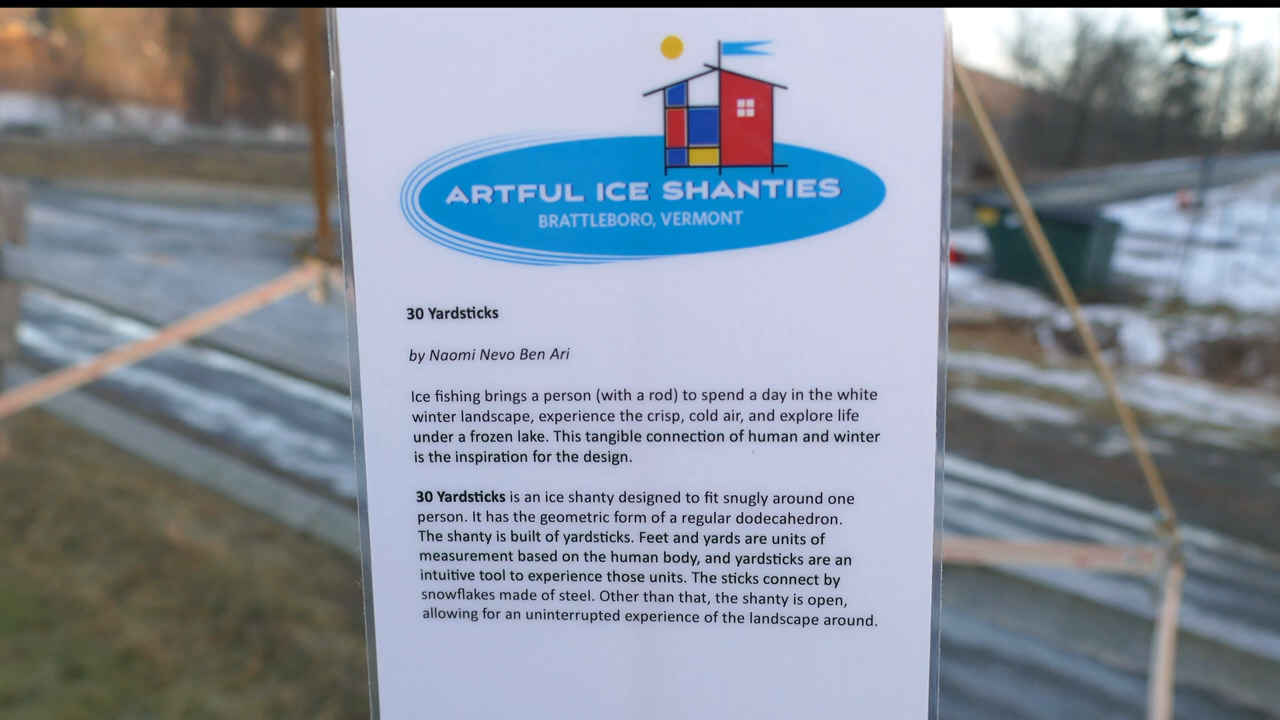 ARTFUL ICE SHANTIES
BRATTLEBORO, VERMONT
30 Yardsticks
by Naomi Nevo Ben Ari
Ice fishing brings a person (with a rod) to spend a day in the white
winter landscape, experience the crisp, cold air, and explore life
under a frozen lake. This tangible connection of human and winter
is the inspiration for the design.
30 Yardsticks is an ice shanty designed to fit snugly around one
person. It has the geometric form of a regular dodecahedron.
The shanty is built of yardsticks. Feet and yards are units of
measurement based on the human body, and yardsticks are an
intuitive tool to experience those units. The sticks connect by
snowflakes made of steel. Other than that, the shanty is open,
allowing for an uninterrupted experience of the landscape around.